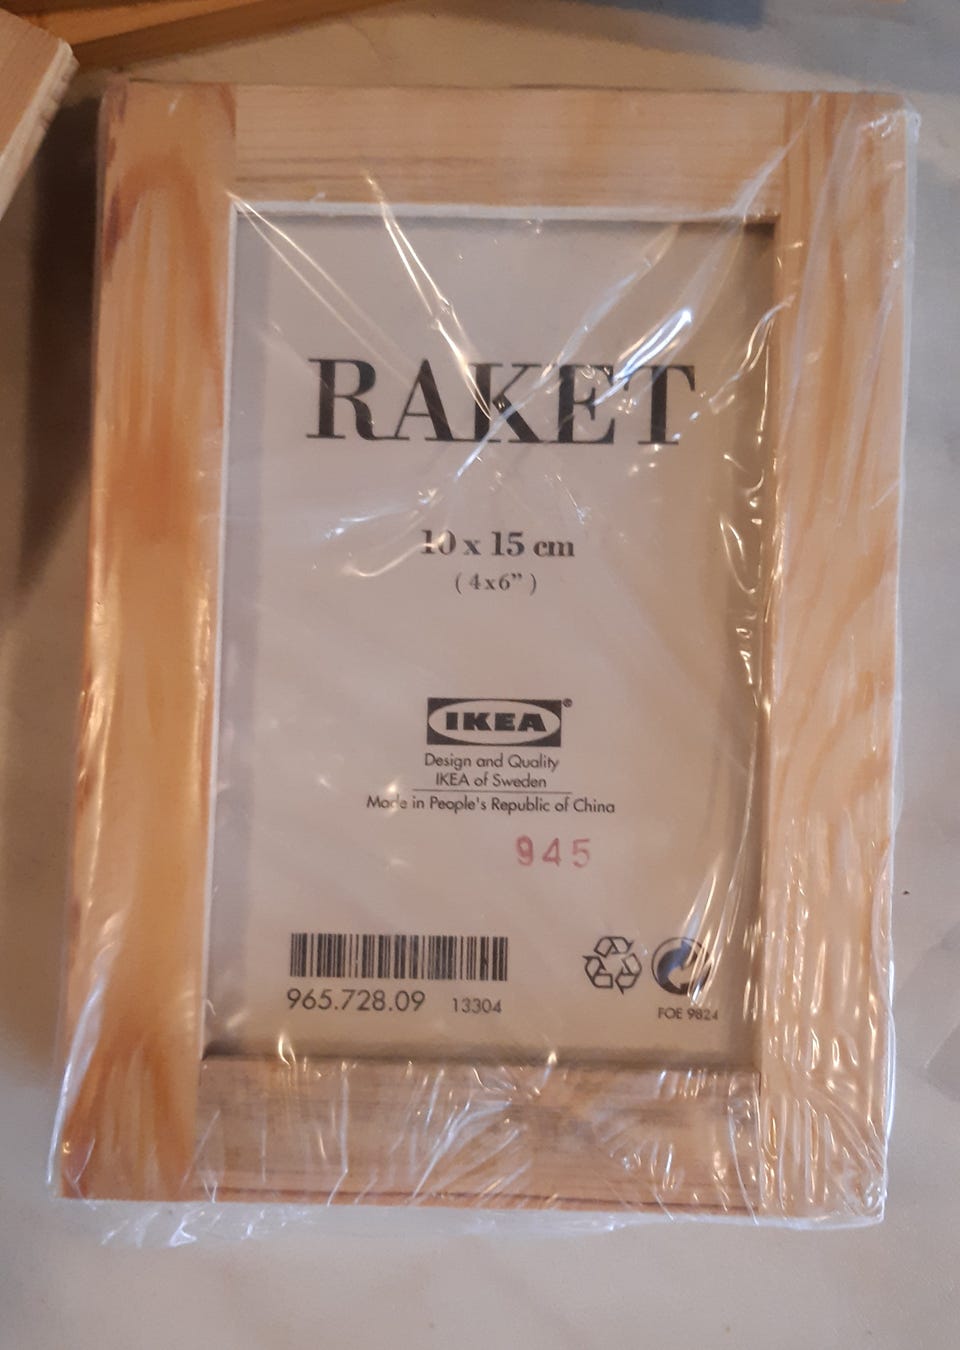 RAKET
10 x 15 cm
( 4x6” )
IKEA®
Design and Quality
IKEA of Sweden
Made in People's Republic of China
945
965.728.09 13304
FOE 9824